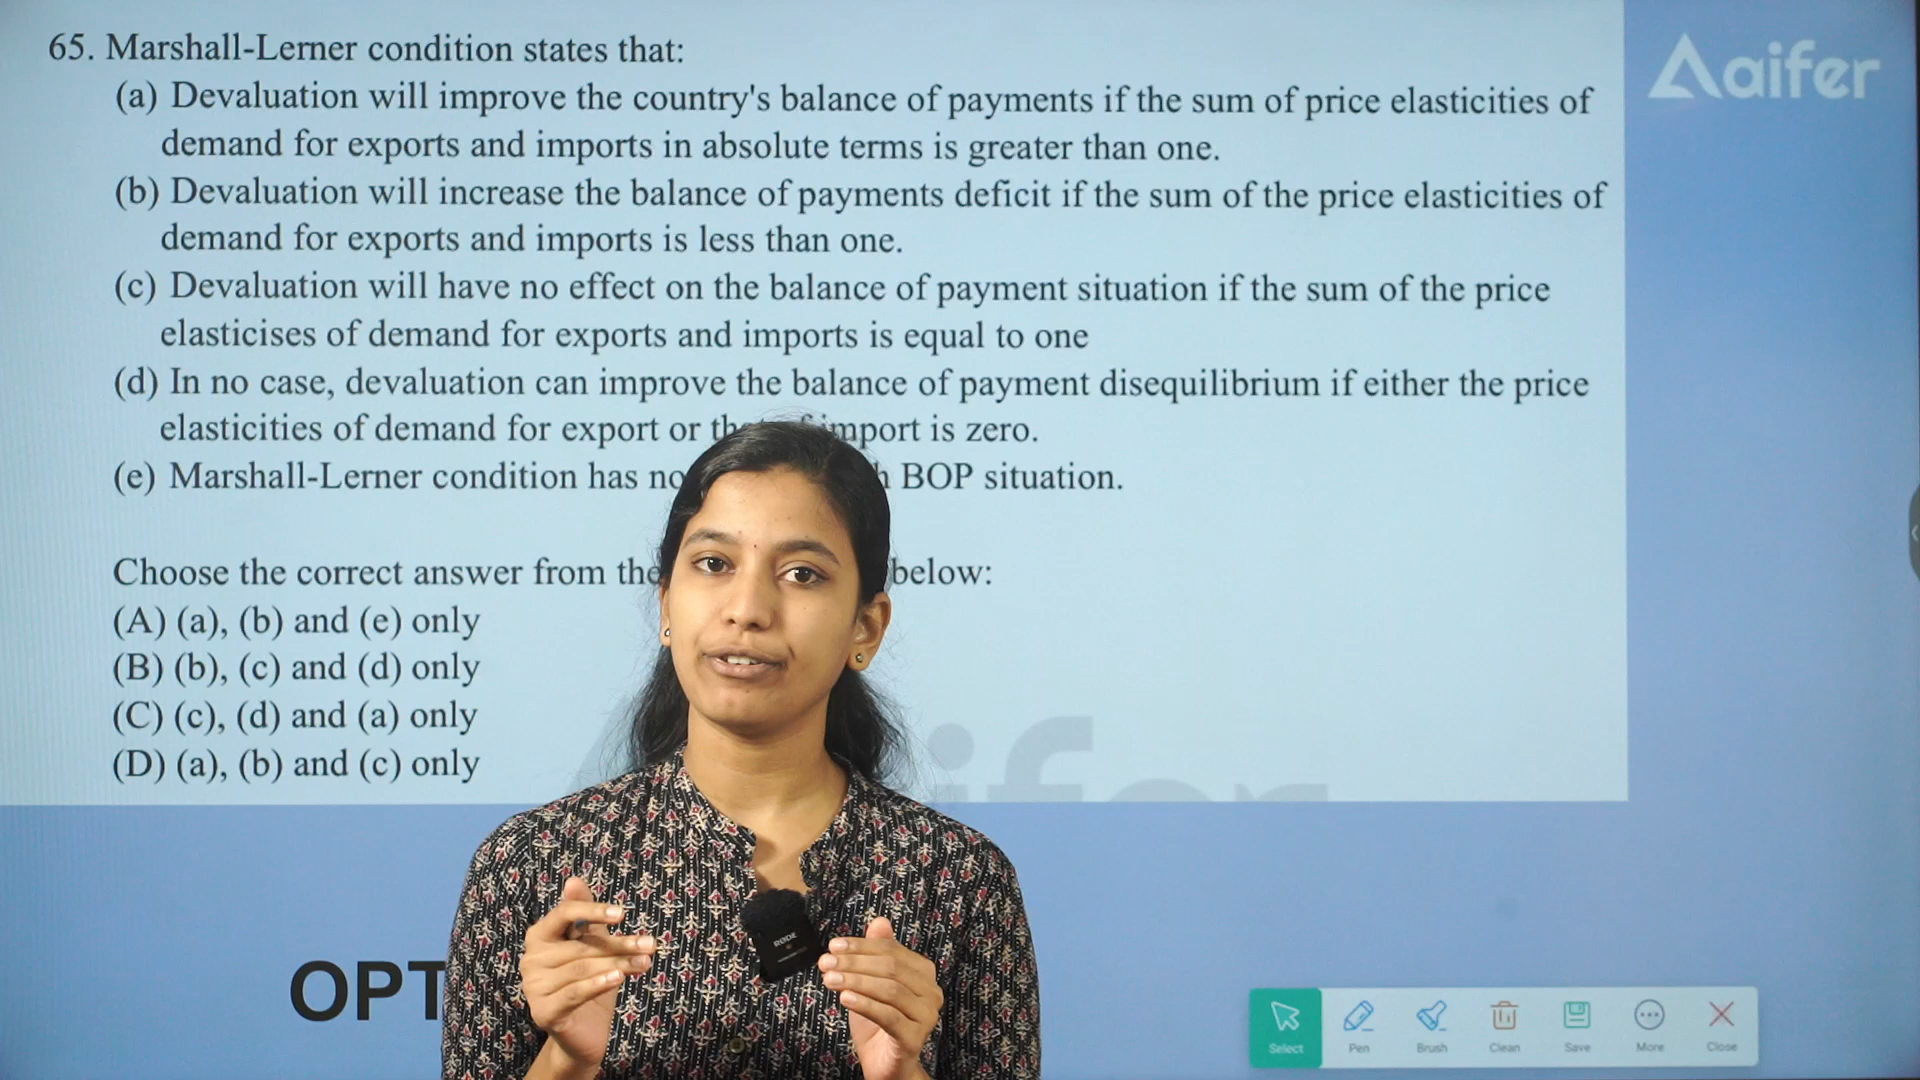 65. Marshall-Lerner condition states that:
(a) Devaluation will improve the country's balance of payments if the sum of price elasticities of
demand for exports and imports in absolute terms is greater than one.
(b) Devaluation will increase the balance of payments deficit if the sum of the price elasticities of
demand for exports and imports is less than one.
(c) Devaluation will have no effect on the balance of payment situation if the sum of the price
elasticises of demand for exports and imports is equal to one
(d) In no case, devaluation can improve the balance of payment disequilibrium if either the price
elasticities of demand for export or import is zero.
(e) Marshall-Lerner condition has BOP situation.
Choose the correct answer from below:
(A) (a), (b) and (e) only
(B) (b), (c) and (d) only
(C) (c), (d) and (a) only
(D) (a), (b) and (c) only
aifer
OPT
RØDE
Select Pen Brush Clean Save More Close